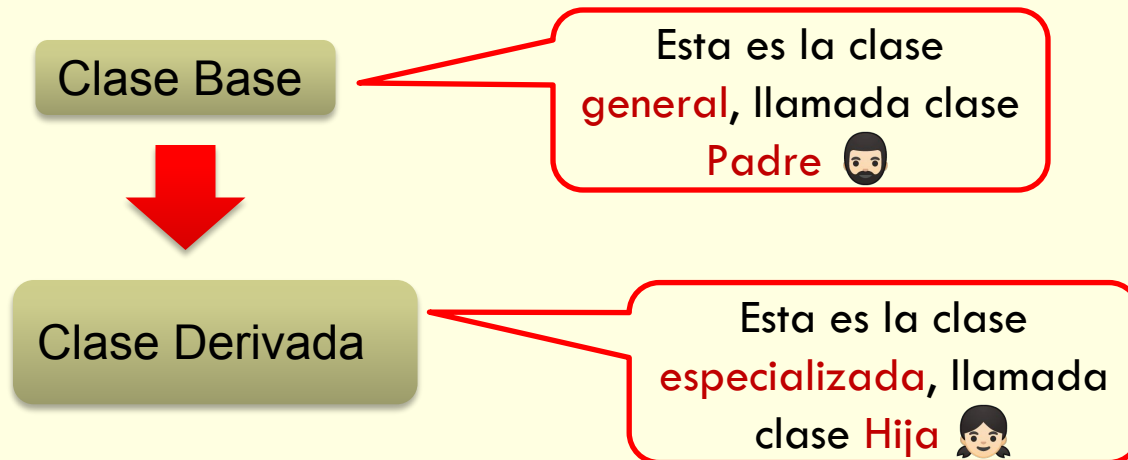 Clase Base
Esta es la clase
general, llamada clase
Padre 🧔🏻
Clase Derivada
Esta es la clase
especializada, llamada
clase Hija 👧🏻